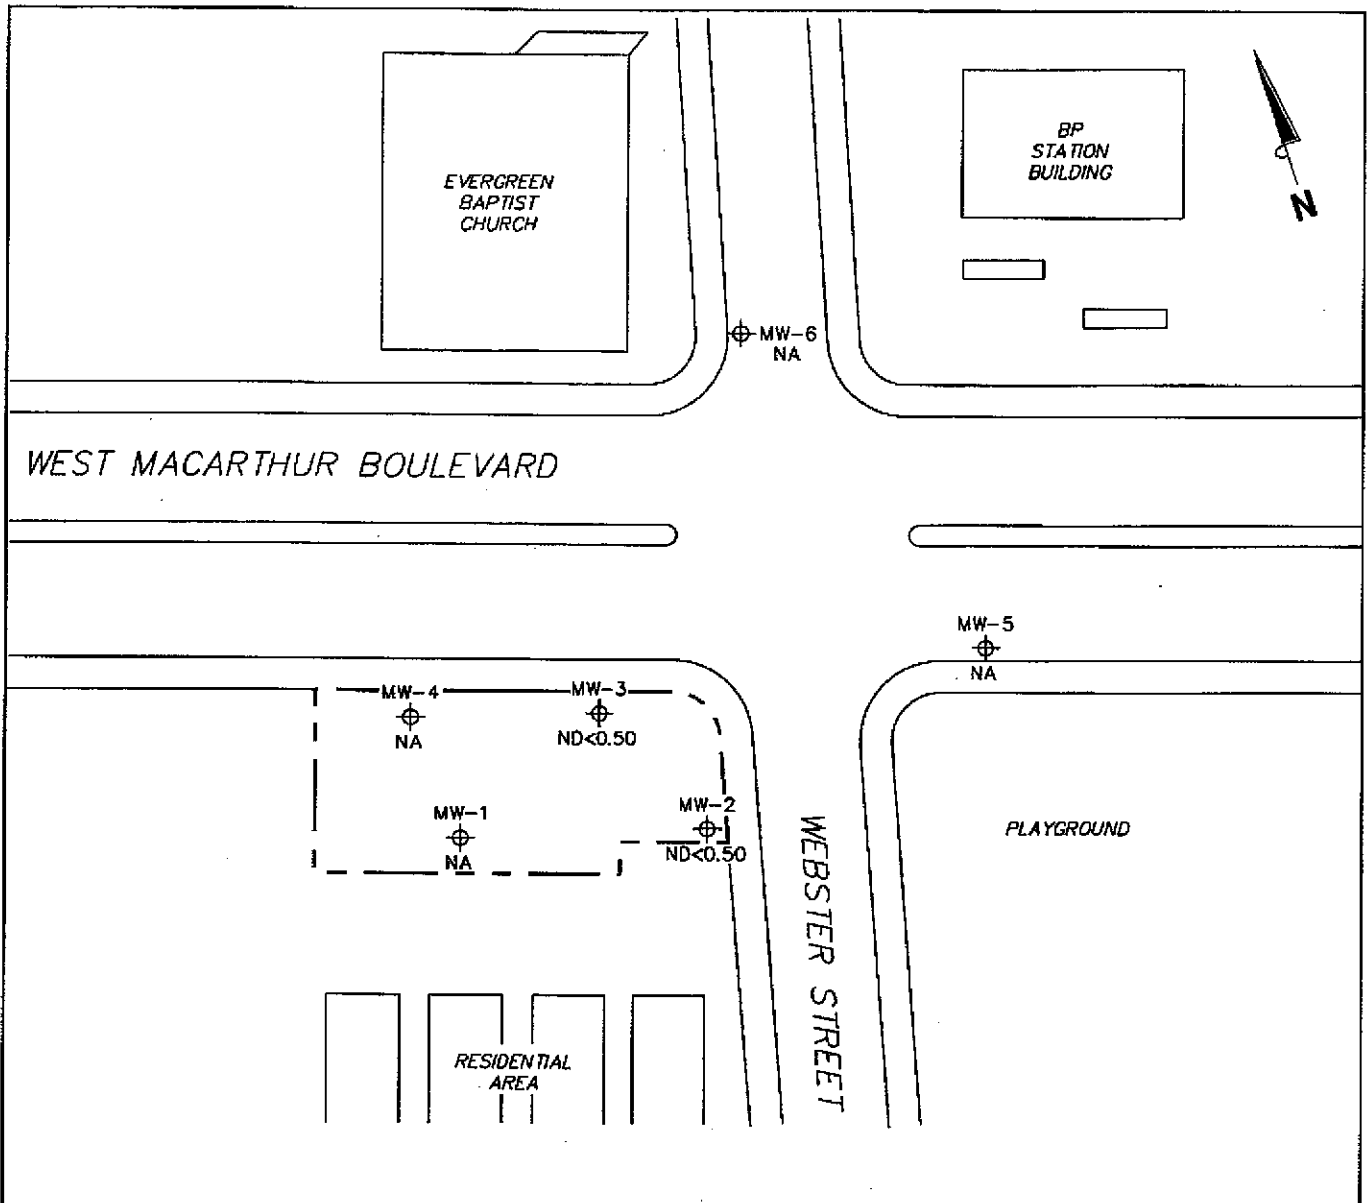 EVERGREEN
BAPTIST
CHURCH
BP
STATION
BUILDING
N
MW-6
NA
WEST MACARTHUR BOULEVARD
MW-5
NA
MW-4
NA
MW-3
ND<0.50
MW-1
NA
MW-2
ND<0.50
WEBSTER STREET
PLAYGROUND
RESIDENTIAL
AREA